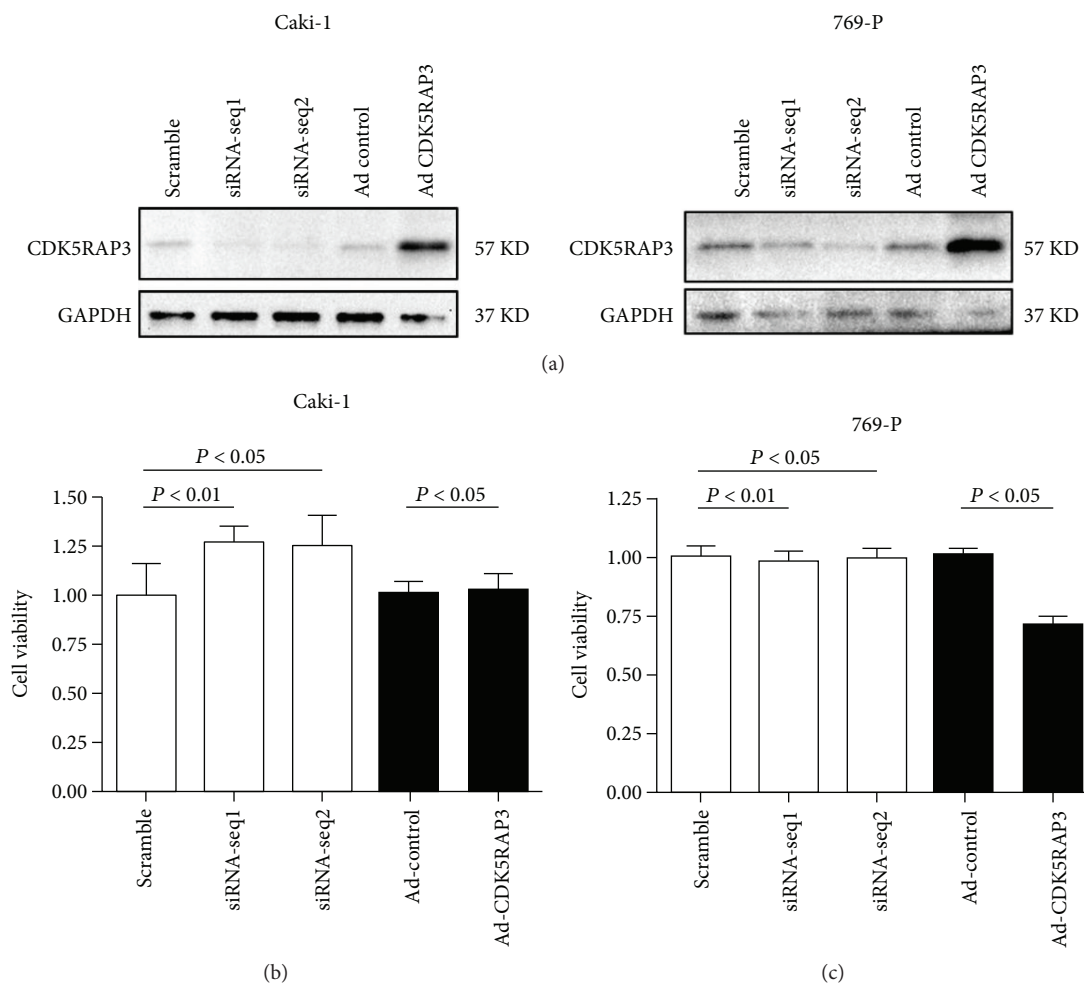 Caki-1
769-P
Scramble
siRNA-seq1
siRNA-seq2
Ad control
Ad CDK5RAP3
Scramble
siRNA-seq1
siRNA-seq2
Ad control
Ad CDK5RAP3
CDK5RAP3
57 KD
CDK5RAP3
57 KD
GAPDH
37 KD
GAPDH
37 KD
(a)
Caki-1
P < 0.05
P < 0.01
P < 0.05
1.50
1.25
1.00
0.75
0.50
0.25
0.00
Cell viability
Scramble
siRNA-seq1
siRNA-seq2
Ad-control
Ad-CDK5RAP3
(b)
769-P
P < 0.05
P < 0.01
P < 0.05
1.25
1.00
0.75
0.50
0.25
0.00
Cell viability
Scramble
siRNA-seq1
siRNA-seq2
Ad-control
Ad-CDK5RAP3
(c)